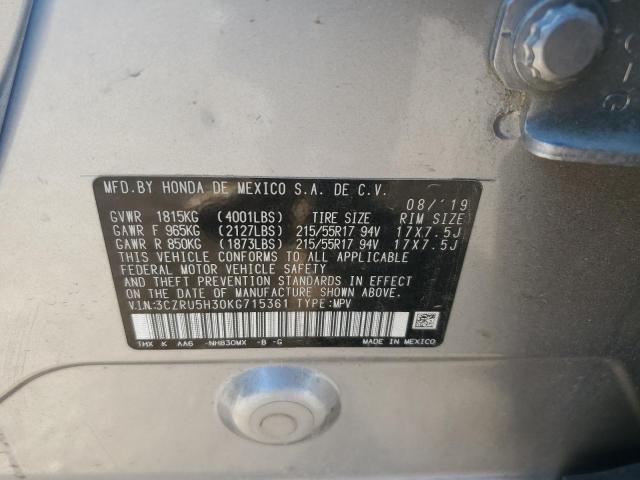 MFD.BY HONDA DE MEXICO S.A. DE C.V.
08/'19
GVWR 1815KG (4001LBS) TIRE SIZE RIM SIZE
GAWR F 965KG (2127LBS) 215/55R17 94V 17X7.5J
GAWR R 850KG (1873LBS) 215/55R17 94V 17X7.5J
THIS VEHICLE CONFORMS TO ALL APPLICABLE
FEDERAL MOTOR VEHICLE SAFETY, BUMPER,
AND THEFT PREVENTION STANDARDS IN EFFECT
ON THE DATE OF MANUFACTURE SHOWN ABOVE.
V.I.N:3CZRU5H30KG715361 TYPE:MPV
THX K AA6 -NH830MX -B -G MADE IN MEXICO